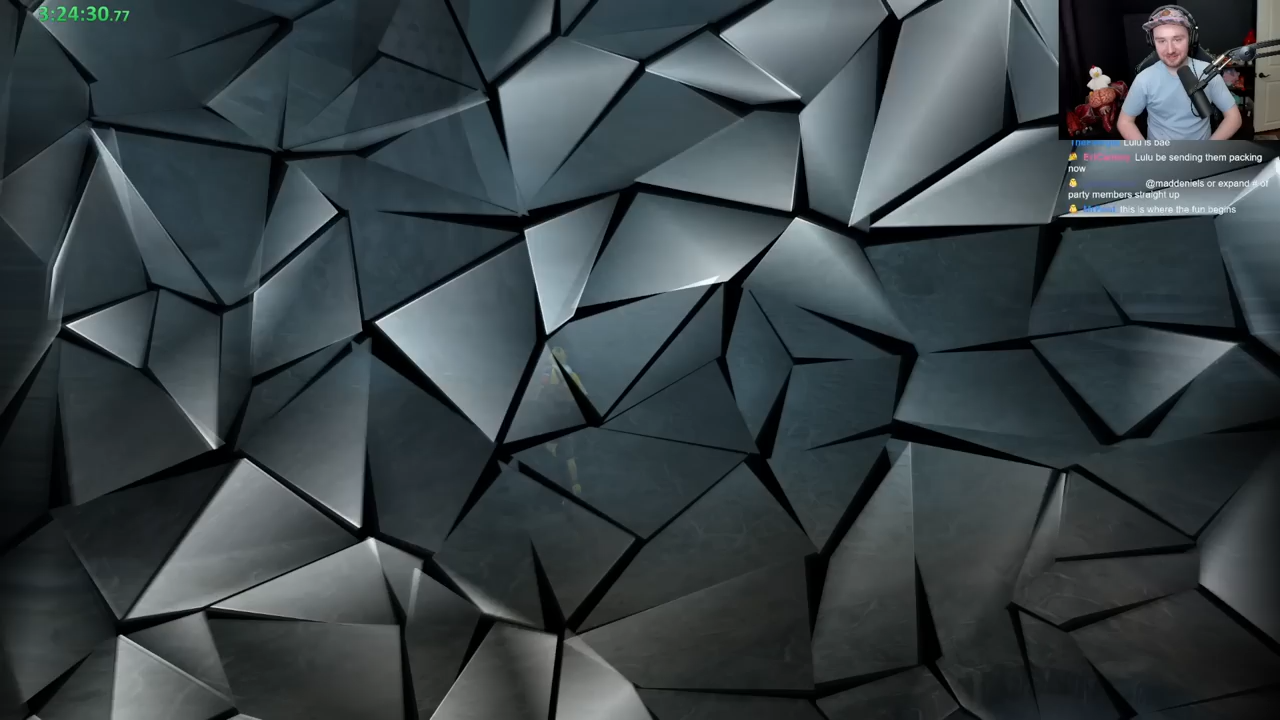 3:24:30.77
Lulu is bae
Lulu be sending them packing
now
@maddeniels or expand # of
party members straight up
this is where the fun begins